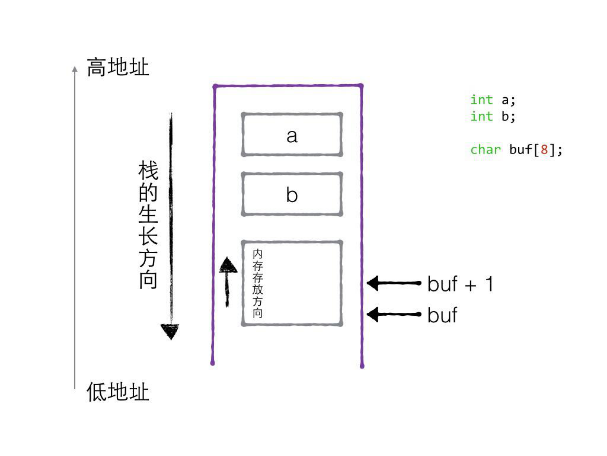 高地址
int a;
int b;
char buf[8];
a
b
栈的生长方向
内存存放方向
buf + 1
buf
低地址